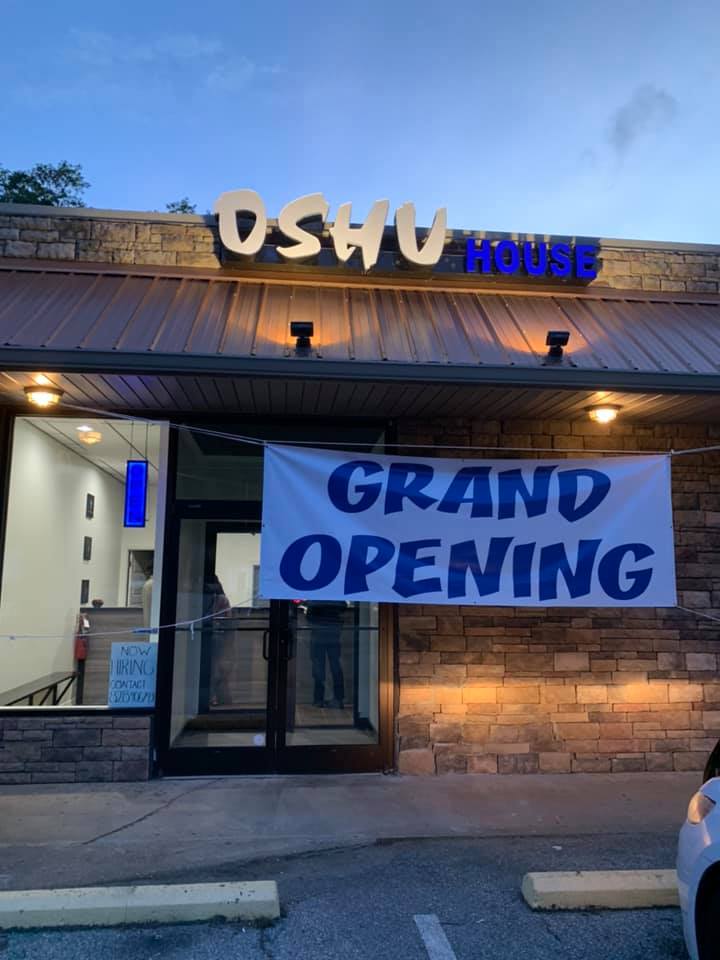 OSHU HOUSE
GRAND
OPENING
NOW
HIRING
CONTACT